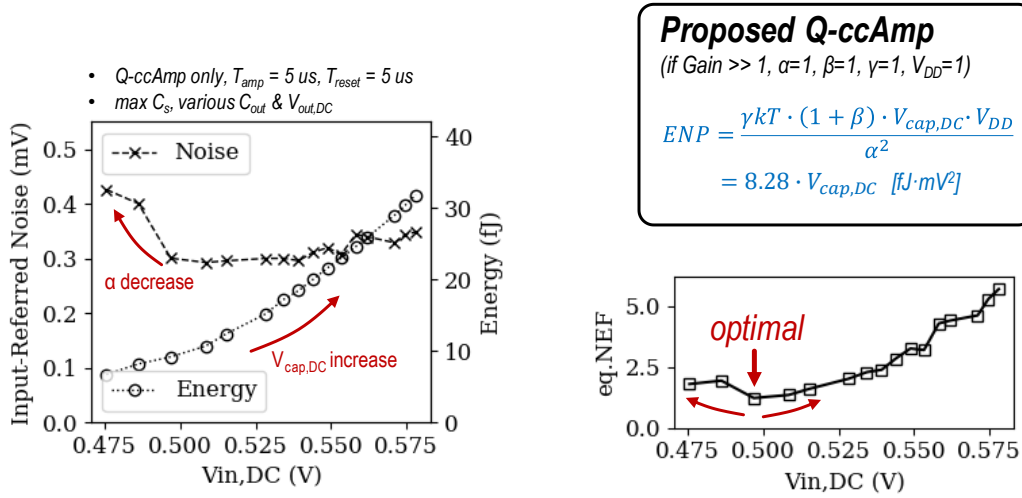 • Q-ccAmp only, T_amp = 5 us, T_reset = 5 us
• max C_s, various C_out & V_out,DC
Input-Referred Noise (mV)
0.5
0.4
0.3
0.2
0.1
0.0
Noise
Energy
α decrease
V_cap,DC increase
40
30
20
10
0
Energy (fJ)
0.475 0.500 0.525 0.550 0.575
Vin,DC (V)
Proposed Q-ccAmp
(if Gain >> 1, α=1, β=1, γ=1, V_DD=1)
ENP = γkT · (1 + β) · V_cap,DC · V_DD / α²
= 8.28 · V_cap,DC [fJ·mV²]
eq.NEF
5.0
2.5
0.0
optimal
0.475 0.500 0.525 0.550 0.575
Vin,DC (V)